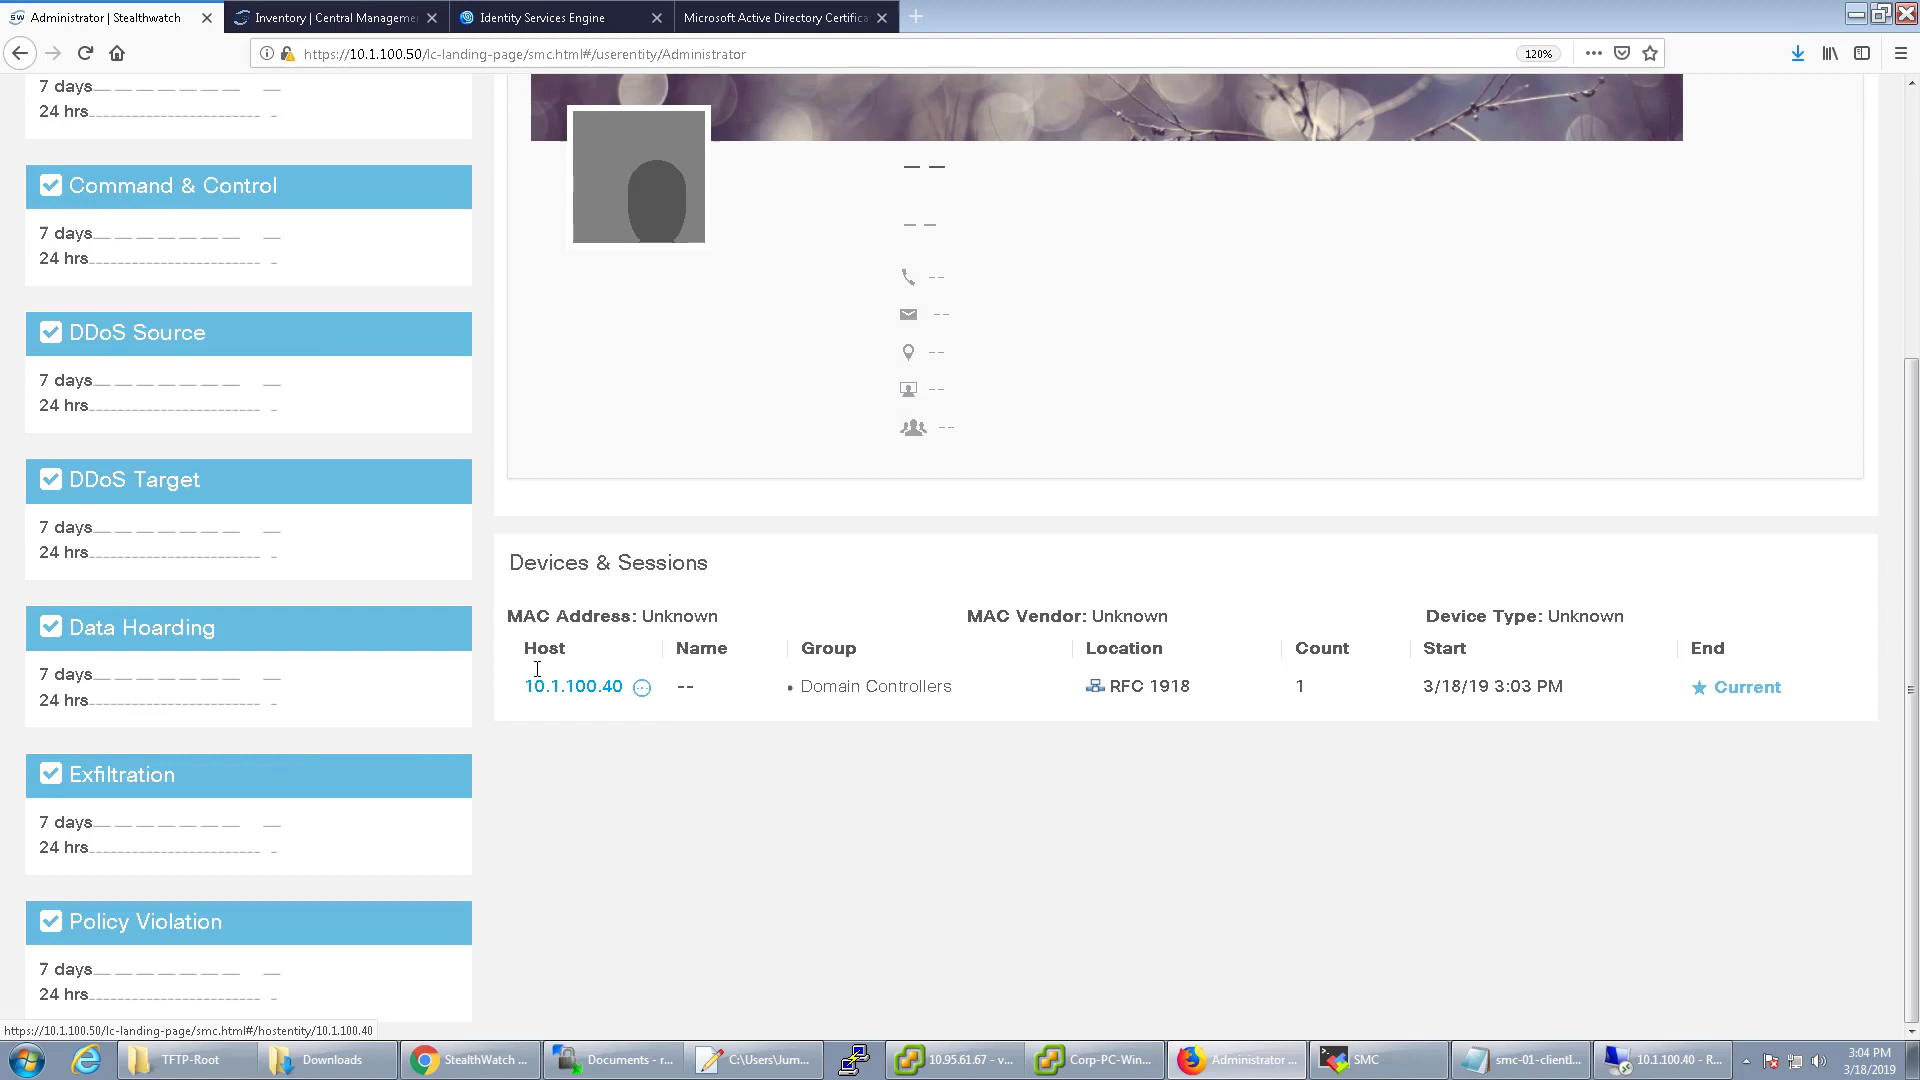 Administrator | Stealthwatch
Inventory | Central Manageme
Identity Services Engine
Microsoft Active Directory Certifica
https://10.1.100.50/lc-landing-page/smc.html#/userentity/Administrator
120%
7 days
24 hrs
Command & Control
7 days
24 hrs
DDoS Source
7 days
24 hrs
DDoS Target
7 days
24 hrs
Data Hoarding
7 days
24 hrs
Exfiltration
7 days
24 hrs
Policy Violation
7 days
24 hrs
-- --
-- --
--
--
--
--
--
Devices & Sessions
MAC Address: Unknown MAC Vendor: Unknown Device Type: Unknown
Host Name Group Location Count Start End
10.1.100.40 -- • Domain Controllers RFC 1918 1 3/18/19 3:03 PM Current
https://10.1.100.50/lc-landing-page/smc.html#/hostentity/10.1.100.40
TFTP-Root
Downloads
StealthWatch ...
Documents - r...
C:\Users\Jum...
10.95.61.67 - v...
Corp-PC-Win...
Administrator ...
SMC
smc-01-clientI...
10.1.100.40 - R...
3:04 PM
3/18/2019